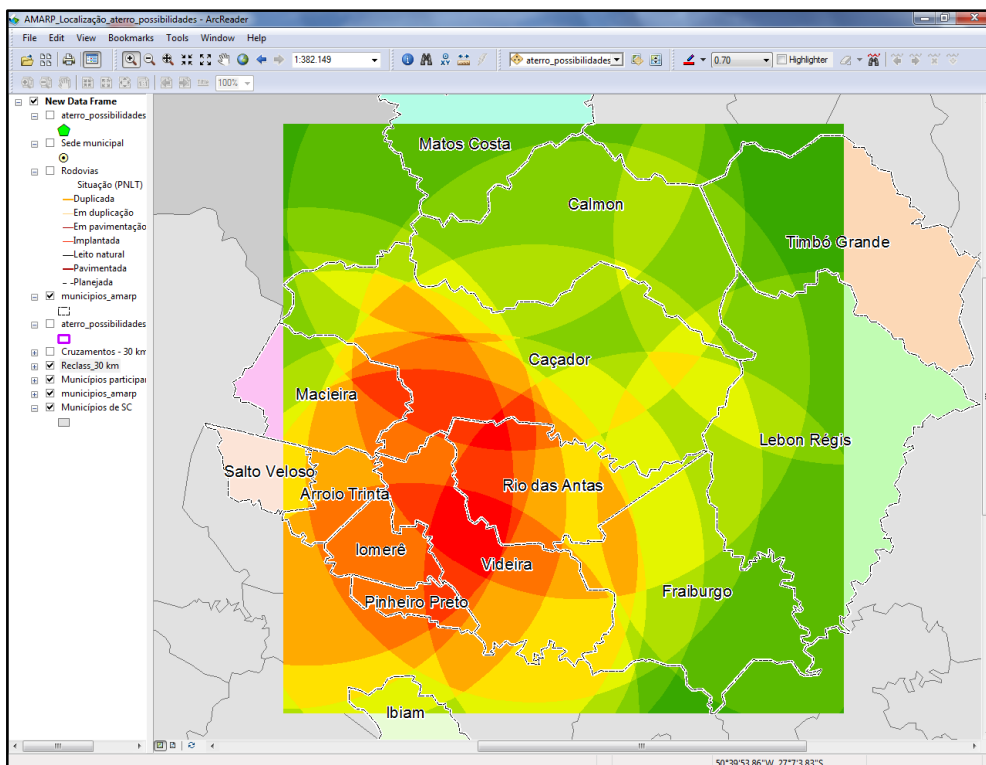 AMARP_Localização_aterro_possibilidades - ArcReader
File Edit View Bookmarks Tools Window Help
1:382.149
aterro_possibilidades
0.70
Highlighter
100%
New Data Frame
aterro_possibilidades
Sede municipal
Rodovias
Situação (PNLT)
Duplicada
Em duplicação
Em pavimentação
Implantada
Leito natural
Pavimentada
Planejada
municipios_amarp
aterro_possibilidades
Cruzamentos - 30 km
Reclass_30 km
Municípios participar
municipios_amarp
Municípios de SC
Matos Costa
Calmon
Timbó Grande
Caçador
Macieira
Lebon Régis
Salto Veloso
Arroio Trinta
Rio das Antas
Iomerê
Videira
Fraiburgo
Pinheiro Preto
Ibiam
50°39'53,86"W 27°7'3,83"S